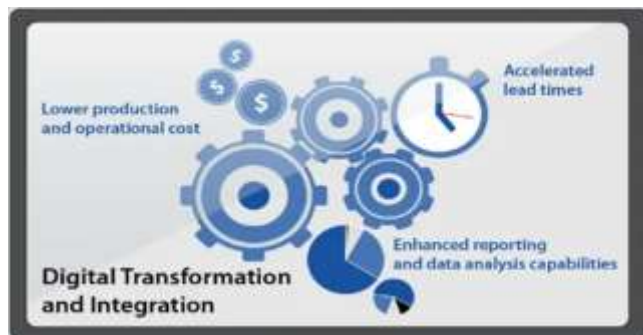 $
$
$
Accelerated
lead times
Lower production
and operational cost
Enhanced reporting
and data analysis capabilities
Digital Transformation
and Integration